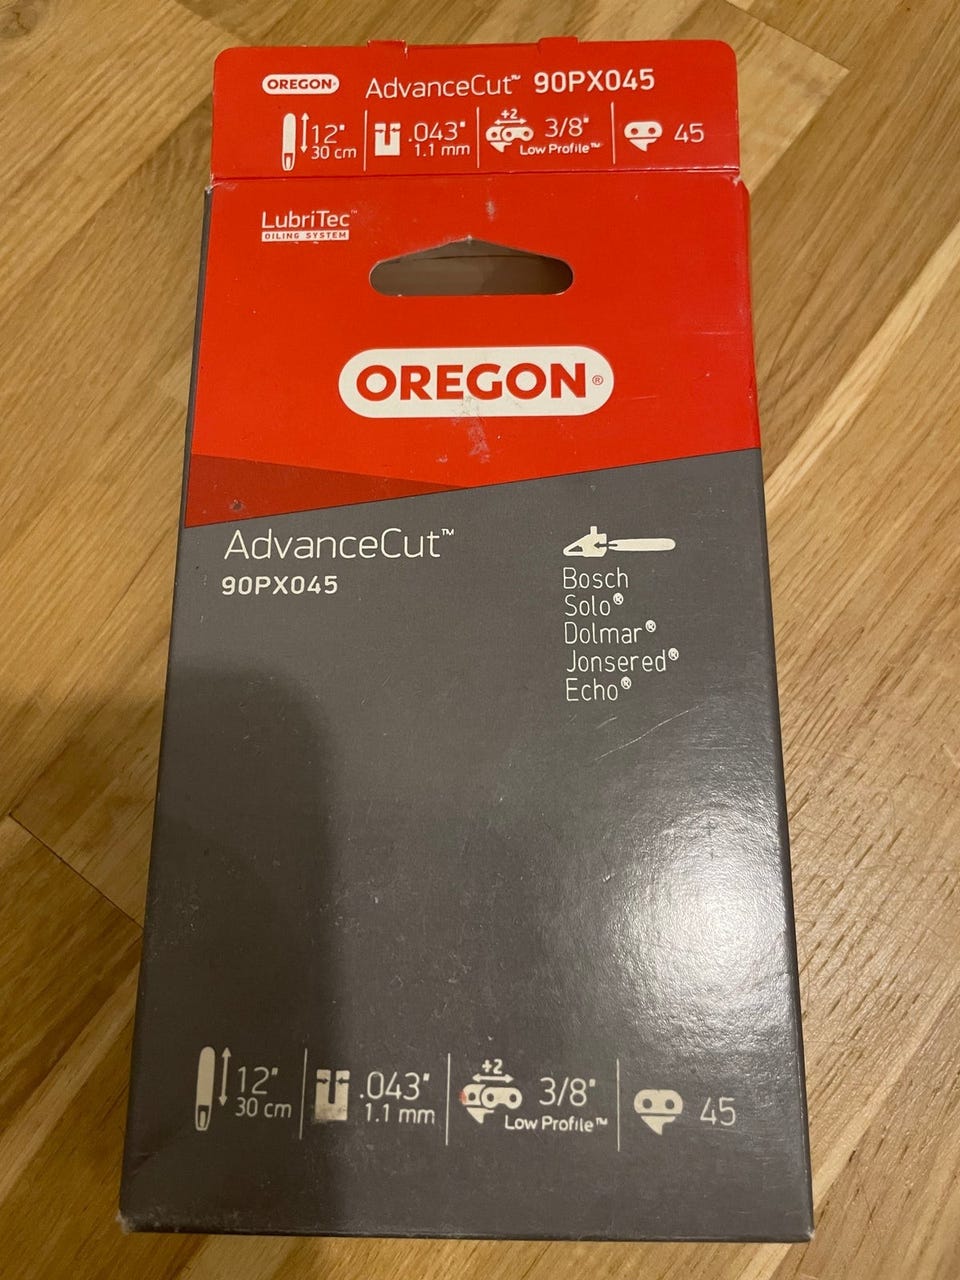 OREGON® AdvanceCut™ 90PX045
12" .043" +2 3/8" 45
30 cm 1.1 mm Low Profile™
LubriTec™
OILING SYSTEM
OREGON®
AdvanceCut™
90PX045
Bosch
Solo®
Dolmar®
Jonsered®
Echo®
12" .043" +2 3/8" 45
30 cm 1.1 mm Low Profile™